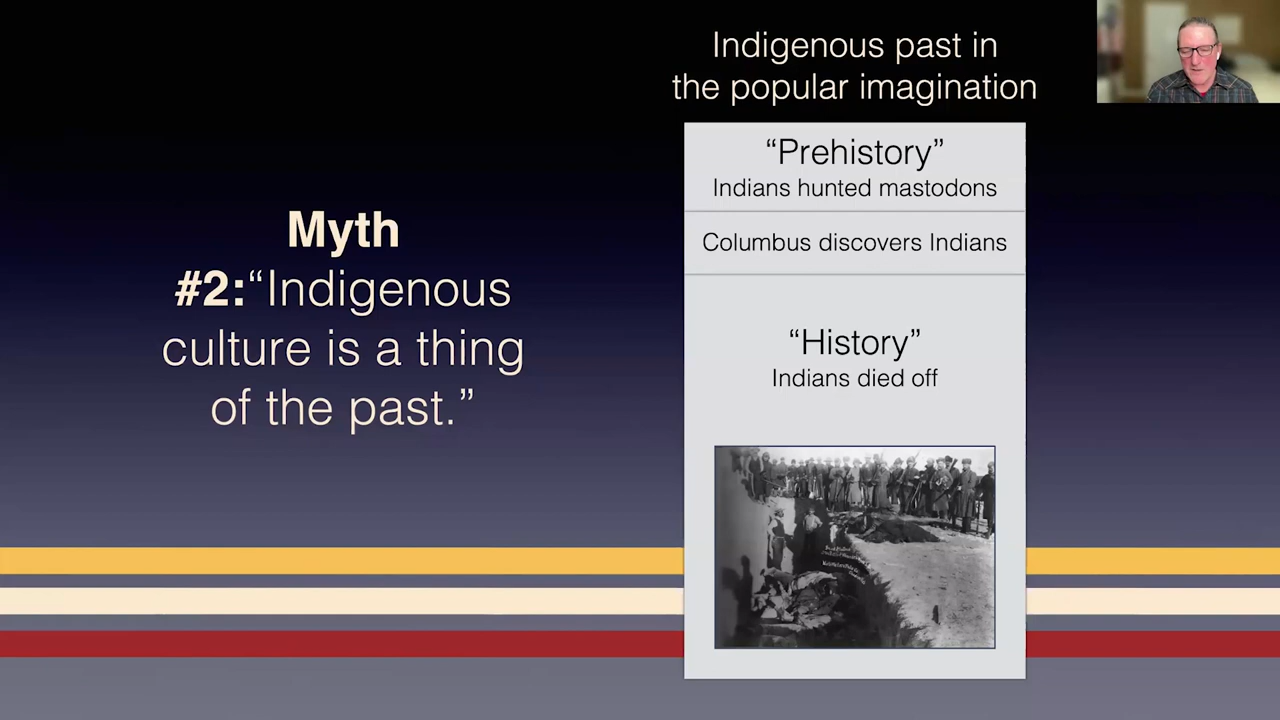 Indigenous past in
the popular imagination
Myth
#2:“Indigenous
culture is a thing
of the past.”
“Prehistory”
Indians hunted mastodons
Columbus discovers Indians
“History”
Indians died off